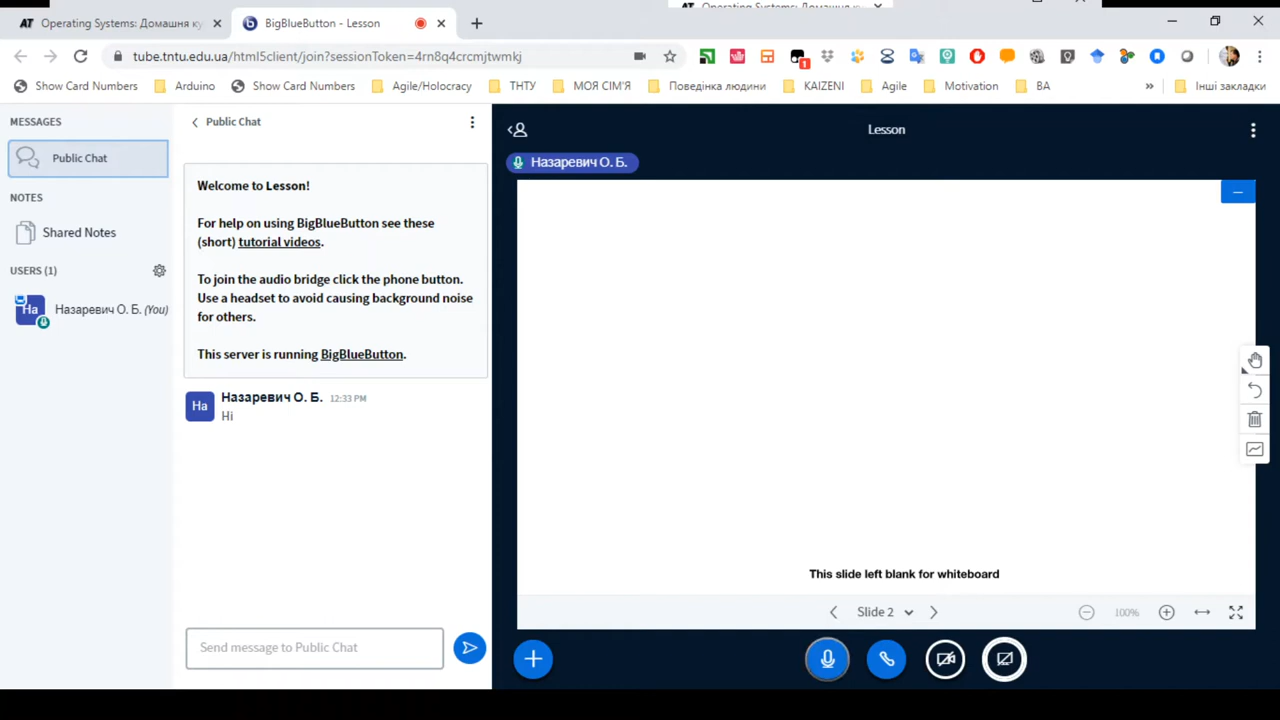 Operating Systems: Домашня ку
Operating Systems: Домашня ку
BigBlueButton - Lesson
tube.tntu.edu.ua/html5client/join?sessionToken=4rn8q4crcmjtwmkj
1
Show Card Numbers
Arduino
Show Card Numbers
Agile/Holocracy
ТНТУ
МОЯ СІМ'Я
Поведінка людини
KAIZENI
Agile
Motivation
BA
»
Інші закладки
MESSAGES
Public Chat
NOTES
Shared Notes
USERS (1)
На
Назаревич О. Б. (You)
Public Chat
Welcome to Lesson!
For help on using BigBlueButton see these
(short) tutorial videos.
To join the audio bridge click the phone button.
Use a headset to avoid causing background noise
for others.
This server is running BigBlueButton.
На
Назаревич О. Б. 12:33 PM
Hi
Send message to Public Chat
Lesson
Назаревич О. Б.
This slide left blank for whiteboard
Slide 2
100%